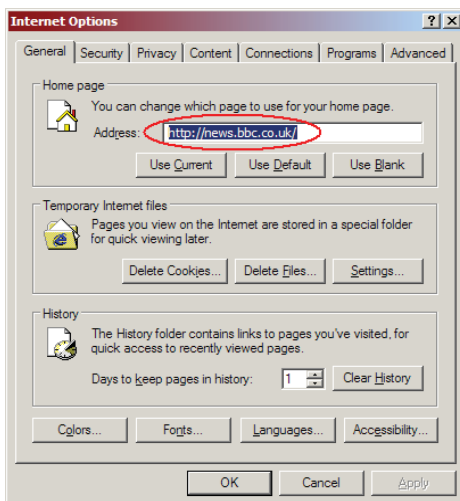 Internet Options
General Security Privacy Content Connections Programs Advanced
Home page
You can change which page to use for your home page.
Address: http://news.bbc.co.uk/
Use Current Use Default Use Blank
Temporary Internet files
Pages you view on the Internet are stored in a special folder
for quick viewing later.
Delete Cookies... Delete Files... Settings...
History
The History folder contains links to pages you've visited, for
quick access to recently viewed pages.
Days to keep pages in history: 1 Clear History
Colors... Fonts... Languages... Accessibility...
OK Cancel Apply